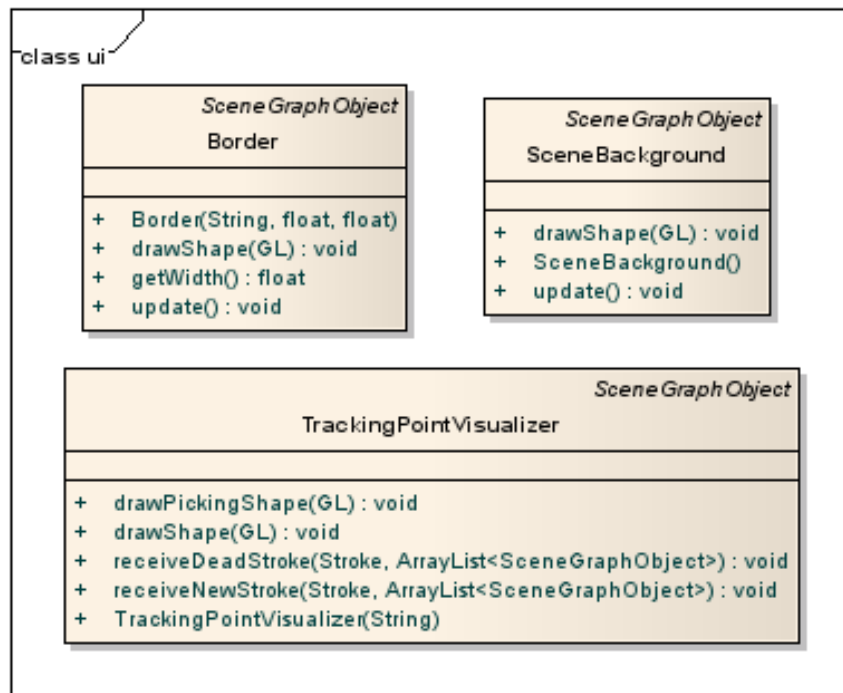 class ui
SceneGraphObject
Border
+ Border(String, float, float)
+ drawShape(GL) : void
+ getWidth() : float
+ update() : void
SceneGraphObject
SceneBackground
+ drawShape(GL) : void
+ SceneBackground()
+ update() : void
SceneGraphObject
TrackingPointVisualizer
+ drawPickingShape(GL) : void
+ drawShape(GL) : void
+ receiveDeadStroke(Stroke, ArrayList<SceneGraphObject>) : void
+ receiveNewStroke(Stroke, ArrayList<SceneGraphObject>) : void
+ TrackingPointVisualizer(String)